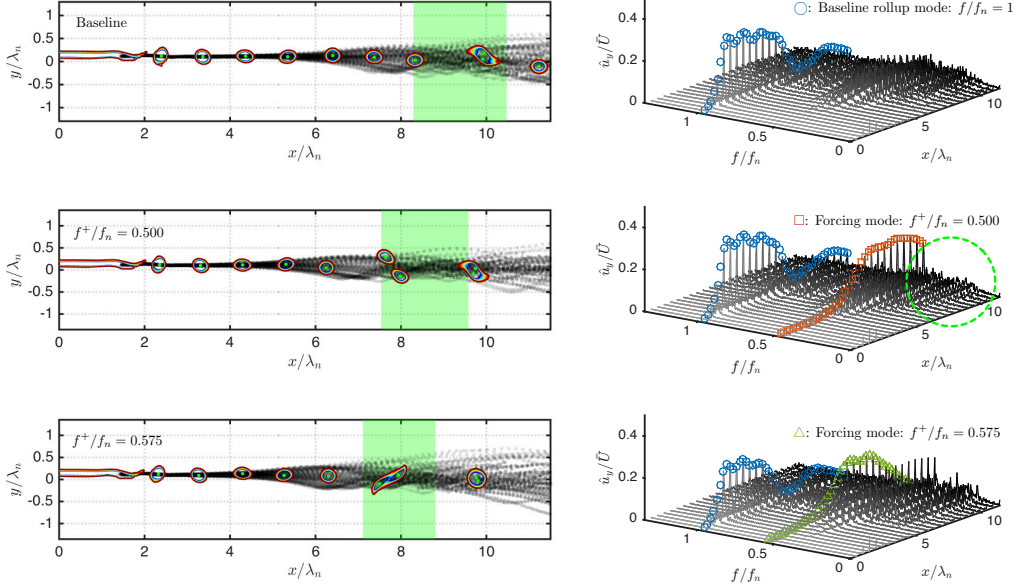 Baseline
1
0.5
0
-0.5
-1
y/λₙ
0
2
4
6
8
10
x/λₙ
○: Baseline rollup mode: f/fₙ = 1
0.4
0.2
0
û_y/Ū
1
0.5
0
f/fₙ
0
5
10
x/λₙ
f⁺/fₙ = 0.500
1
0.5
0
-0.5
-1
y/λₙ
0
2
4
6
8
10
x/λₙ
□: Forcing mode: f⁺/fₙ = 0.500
0.4
0.2
0
û_y/Ū
1
0.5
0
f/fₙ
0
5
10
x/λₙ
f⁺/fₙ = 0.575
1
0.5
0
-0.5
-1
y/λₙ
0
2
4
6
8
10
x/λₙ
△: Forcing mode: f⁺/fₙ = 0.575
0.4
0.2
0
û_y/Ū
1
0.5
0
f/fₙ
0
5
10
x/λₙ